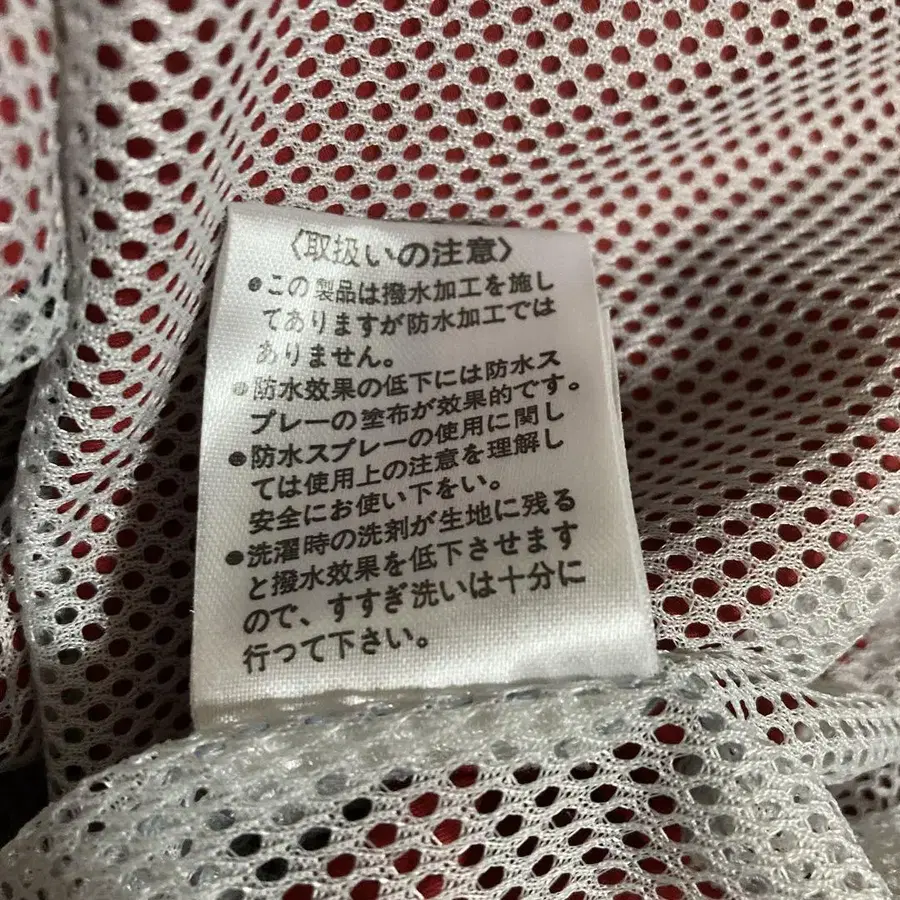 〈取扱いの注意〉
●この製品は撥水加工を施し
てありますが防水加工では
ありません。
●防水効果の低下には防水ス
プレーの塗布が効果的です。
●防水スプレーの使用に関し
ては使用上の注意を理解し
安全にお使い下をい。
●洗濯時の洗剤が生地に残る
と撥水効果を低下させます
ので、すすぎ洗いは十分に
行って下さい。